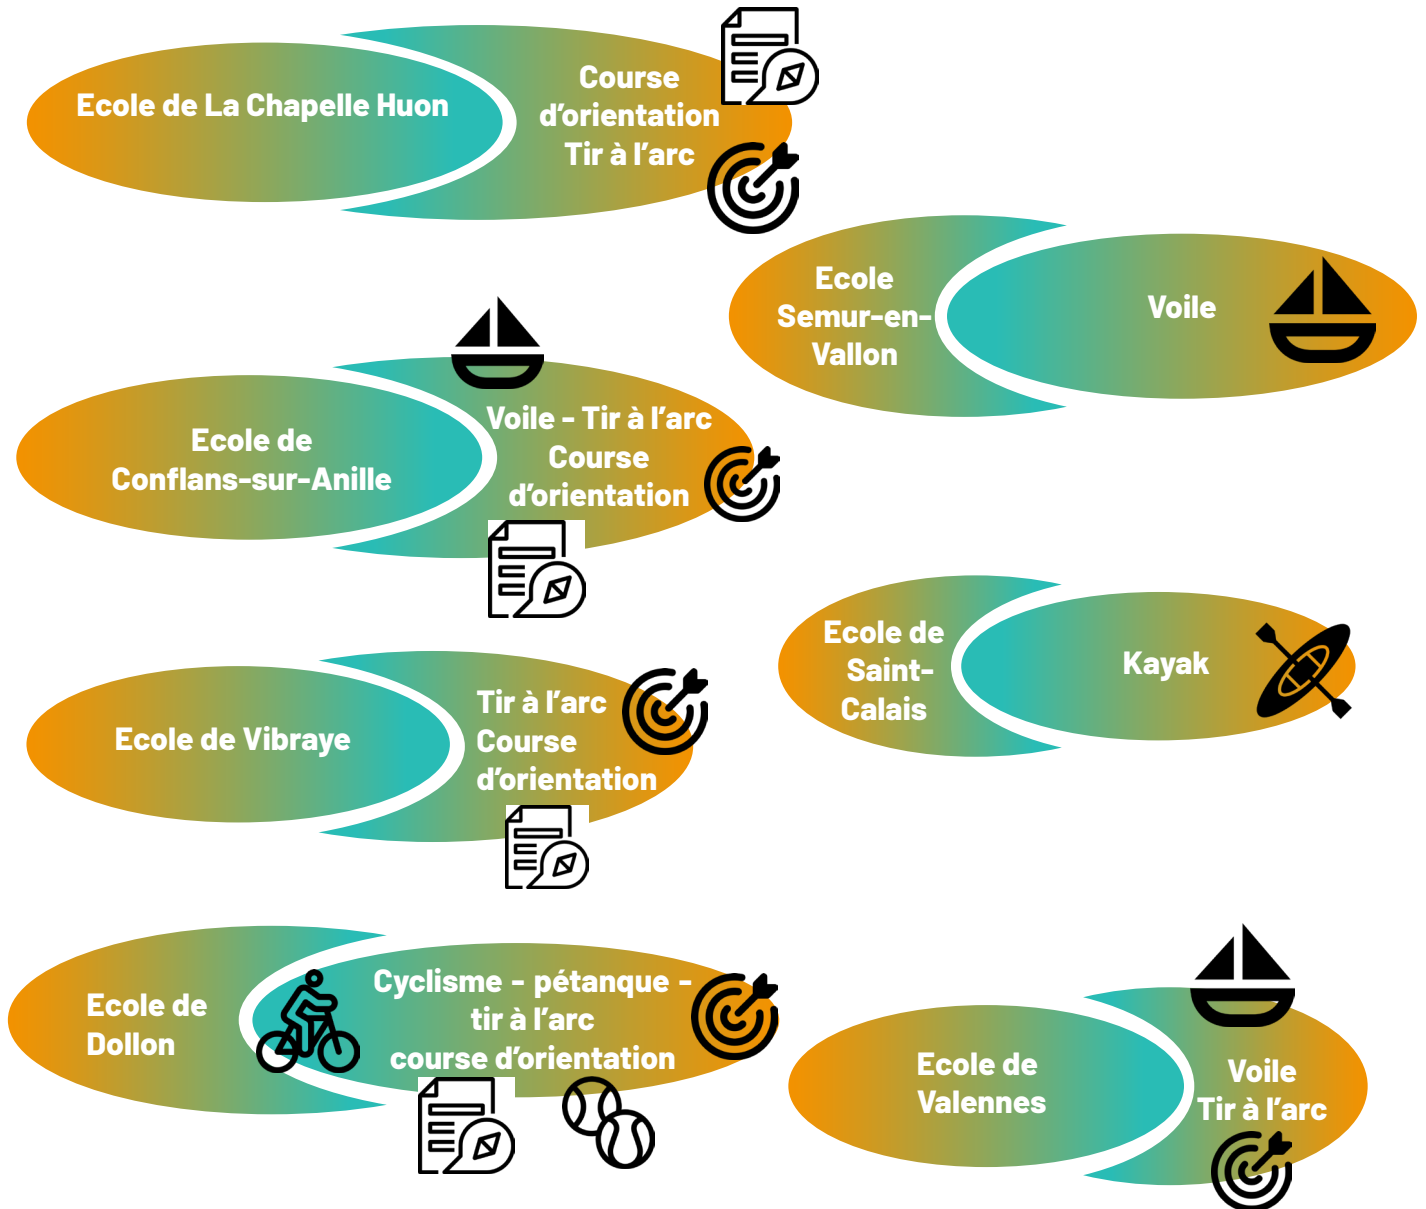 Ecole de La Chapelle Huon
Course
d'orientation
Tir à l'arc
Ecole
Semur-en-
Vallon
Voile
Ecole de
Conflans-sur-Anille
Voile - Tir à l'arc
Course
d'orientation
Ecole de
Saint-
Calais
Kayak
Ecole de Vibraye
Tir à l'arc
Course
d'orientation
Ecole de
Dollon
Cyclisme - pétanque -
tir à l'arc
course d'orientation
Ecole de
Valennes
Voile
Tir à l'arc